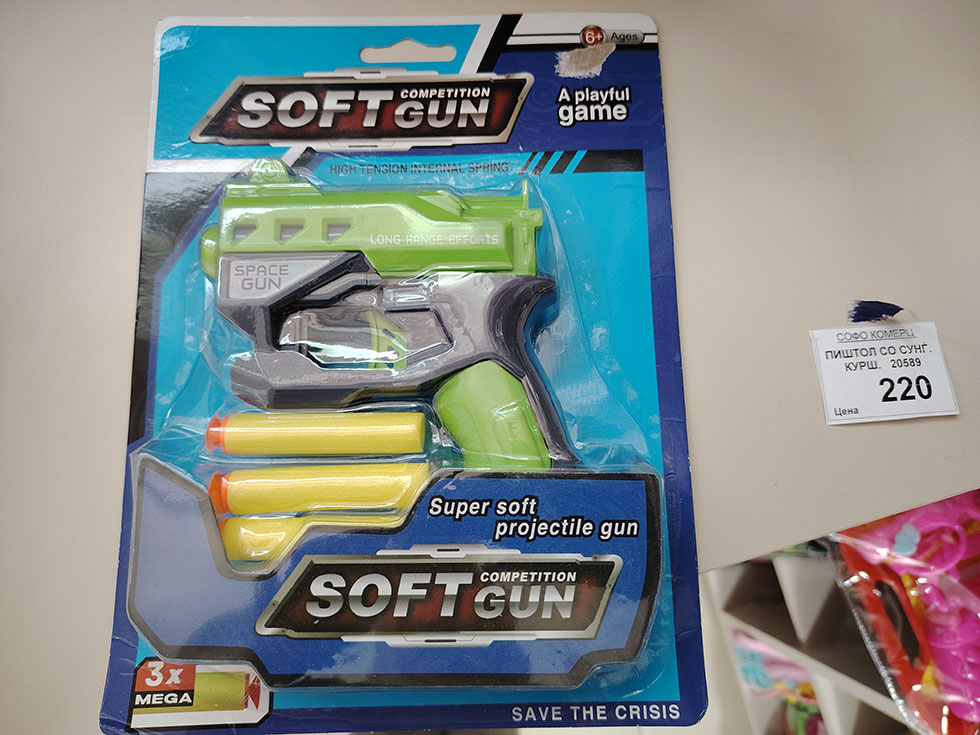 6+ Ages
SOFT COMPETITION GUN
A playful
game
HIGH TENSION INTERNAL SPRING
LONG RANGE EFFORTS
SPACE
GUN
СОФО КОМЕРЦ
ПИШТОЛ СО СУНЃ.
КУРШ. 20589
220
Цена
Super soft
projectile gun
SOFT COMPETITION GUN
3x
MEGA
SAVE THE CRISIS